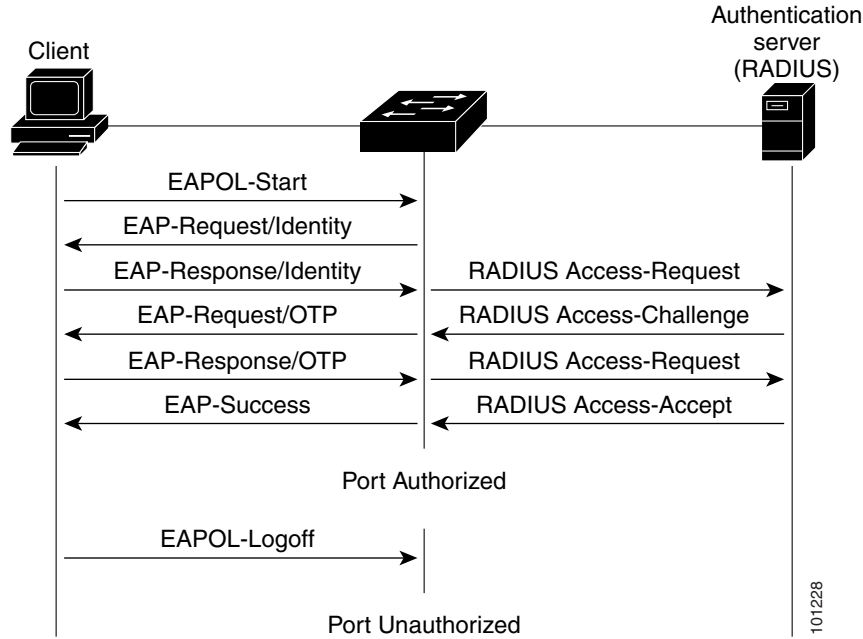 Client
Authentication
server
(RADIUS)
EAPOL-Start
EAP-Request/Identity
EAP-Response/Identity
RADIUS Access-Request
EAP-Request/OTP
RADIUS Access-Challenge
EAP-Response/OTP
RADIUS Access-Request
EAP-Success
RADIUS Access-Accept
Port Authorized
EAPOL-Logoff
Port Unauthorized
101228